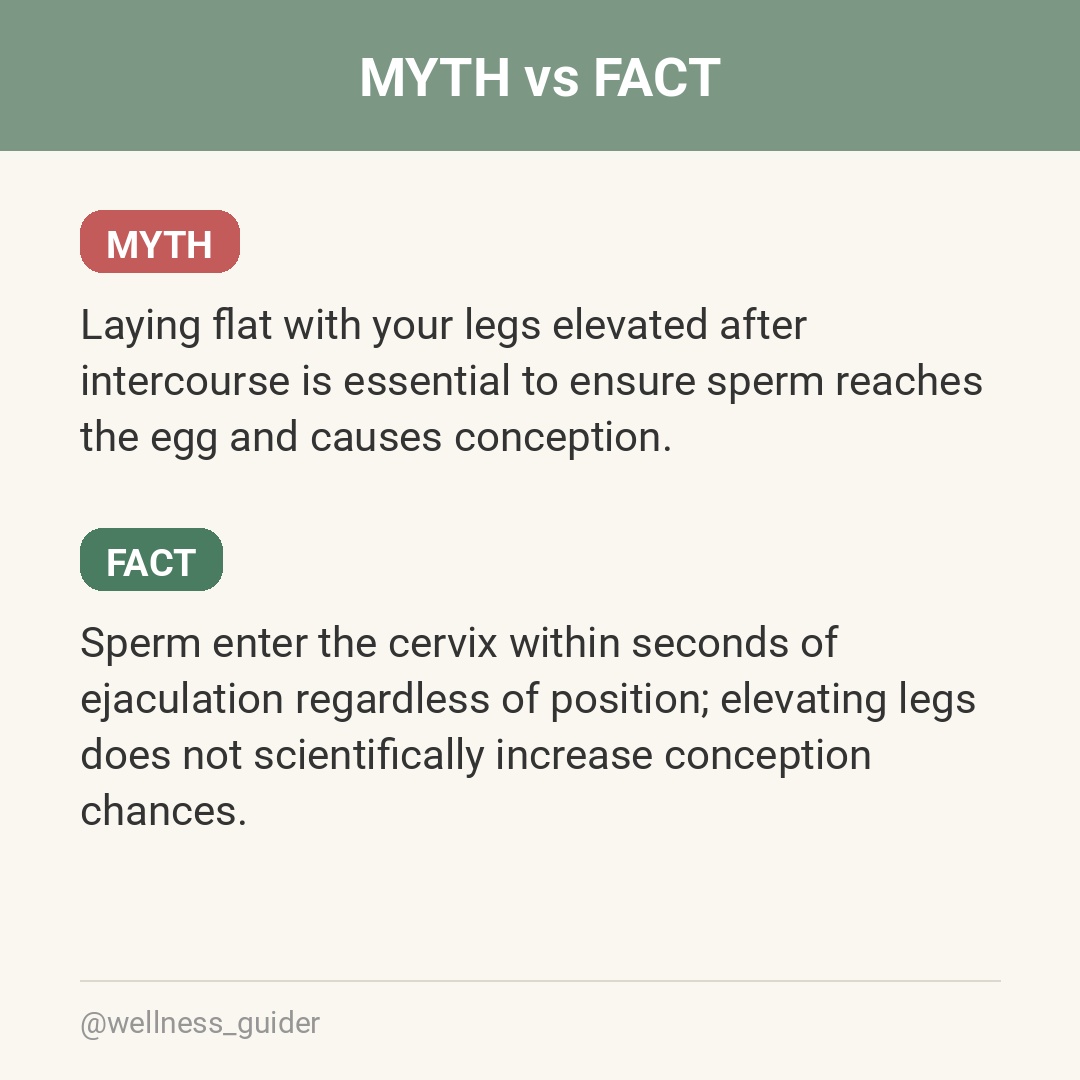 MYTH vs FACT
MYTH
Laying flat with your legs elevated after
intercourse is essential to ensure sperm reaches
the egg and causes conception.
FACT
Sperm enter the cervix within seconds of
ejaculation regardless of position; elevating legs
does not scientifically increase conception
chances.
@wellness_guider